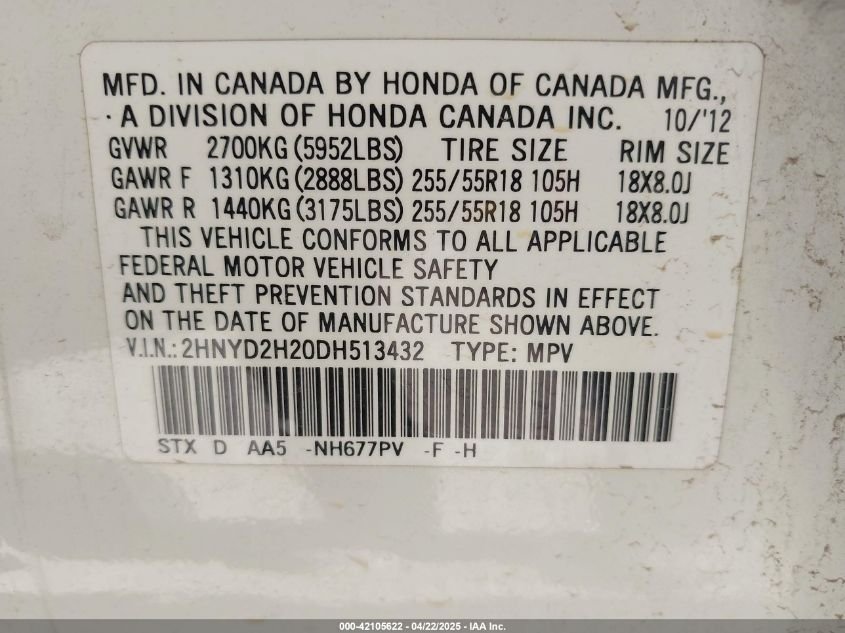 MFD. IN CANADA BY HONDA OF CANADA MFG.,
· A DIVISION OF HONDA CANADA INC. 10/'12
GVWR 2700KG (5952LBS) TIRE SIZE RIM SIZE
GAWR F 1310KG (2888LBS) 255/55R18 105H 18X8.0J
GAWR R 1440KG (3175LBS) 255/55R18 105H 18X8.0J
THIS VEHICLE CONFORMS TO ALL APPLICABLE
FEDERAL MOTOR VEHICLE SAFETY
AND THEFT PREVENTION STANDARDS IN EFFECT
ON THE DATE OF MANUFACTURE SHOWN ABOVE.
V.I.N.: 2HNYD2H20DH513432 TYPE: MPV
STX D AA5 -NH677PV -F -H
000-42105622 - 04/22/2025 - IAA Inc.